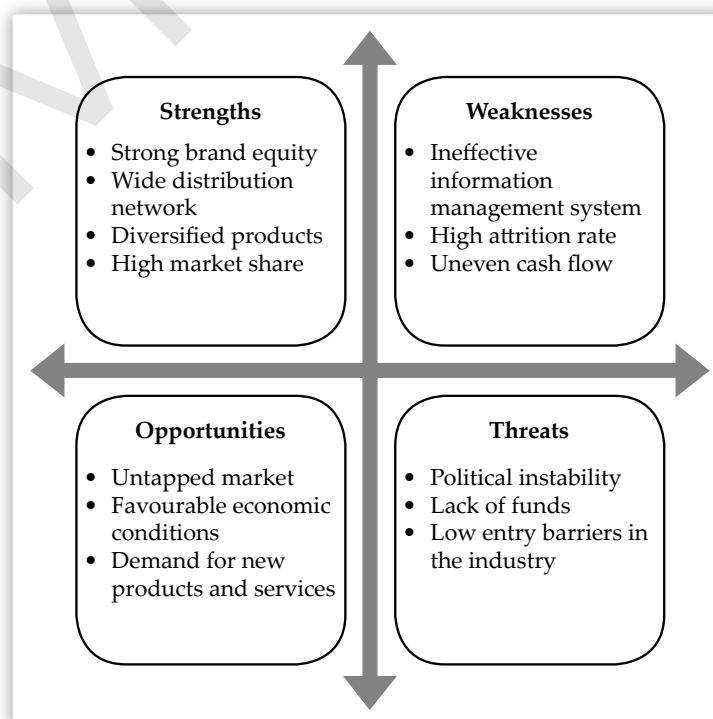 Strengths
• Strong brand equity
• Wide distribution
network
• Diversified products
• High market share
Weaknesses
• Ineffective
information
management system
• High attrition rate
• Uneven cash flow
Opportunities
• Untapped market
• Favourable economic
conditions
• Demand for new
products and services
Threats
• Political instability
• Lack of funds
• Low entry barriers in
the industry